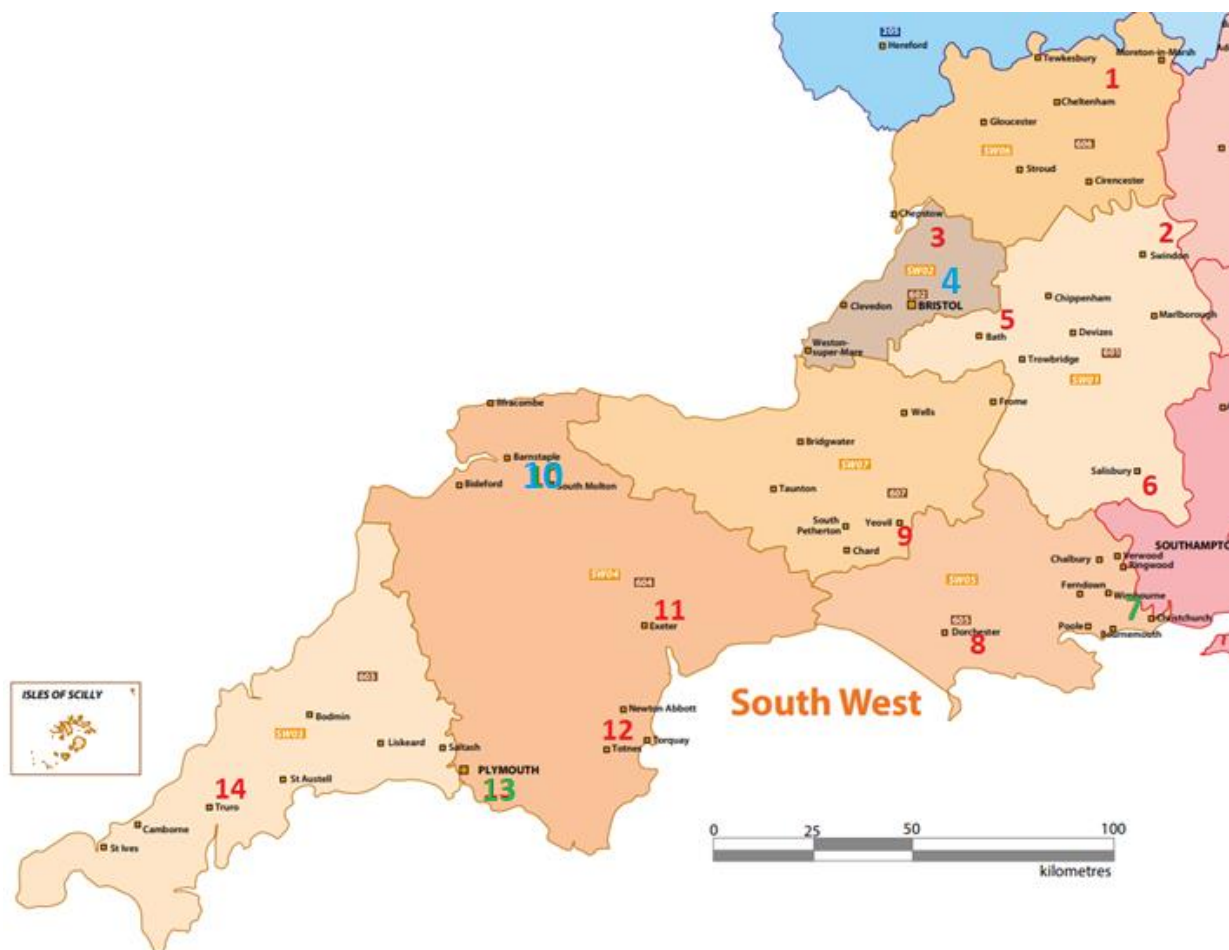 205
Hereford
Tewkesbury
Moreton-in-Marsh
1
Cheltenham
Gloucester
606
SW06
Stroud
Cirencester
Chepstow
3
2
Swindon
SW02
4
602
BRISTOL
Clevedon
Chippenham
Marlborough
5
Bath
Devizes
Weston-
super-Mare
Trowbridge
601
SW01
Ilfracombe
Frome
Wells
Bridgwater
Barnstaple
10
South Molton
Bideford
SW07
Salisbury
6
Taunton
607
South
Petherton
Yeovil
9
Chard
SOUTHAMPTO
Chalbury
Verwood
Ringwood
SW04
604
SW05
Ferndown
Wimbourne
7
11
Exeter
605
Dorchester
8
Poole
Bournemouth
Christchurch
603
ISLES OF SCILLY
South West
Bodmin
Newton Abbott
12
Torquay
Totnes
SW03
Liskeard
Saltash
PLYMOUTH
13
St Austell
14
Truro
Camborne
St Ives
0 25 50 100
kilometres